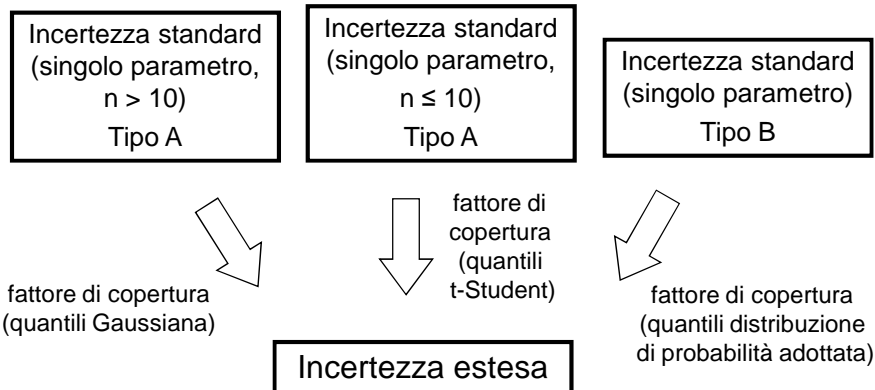 Incertezza standard
(singolo parametro,
n > 10)
Tipo A
Incertezza standard
(singolo parametro,
n ≤ 10)
Tipo A
Incertezza standard
(singolo parametro)
Tipo B
fattore di copertura
(quantili Gaussiana)
fattore di
copertura
(quantili
t-Student)
fattore di copertura
(quantili distribuzione
di probabilità adottata)
Incertezza estesa